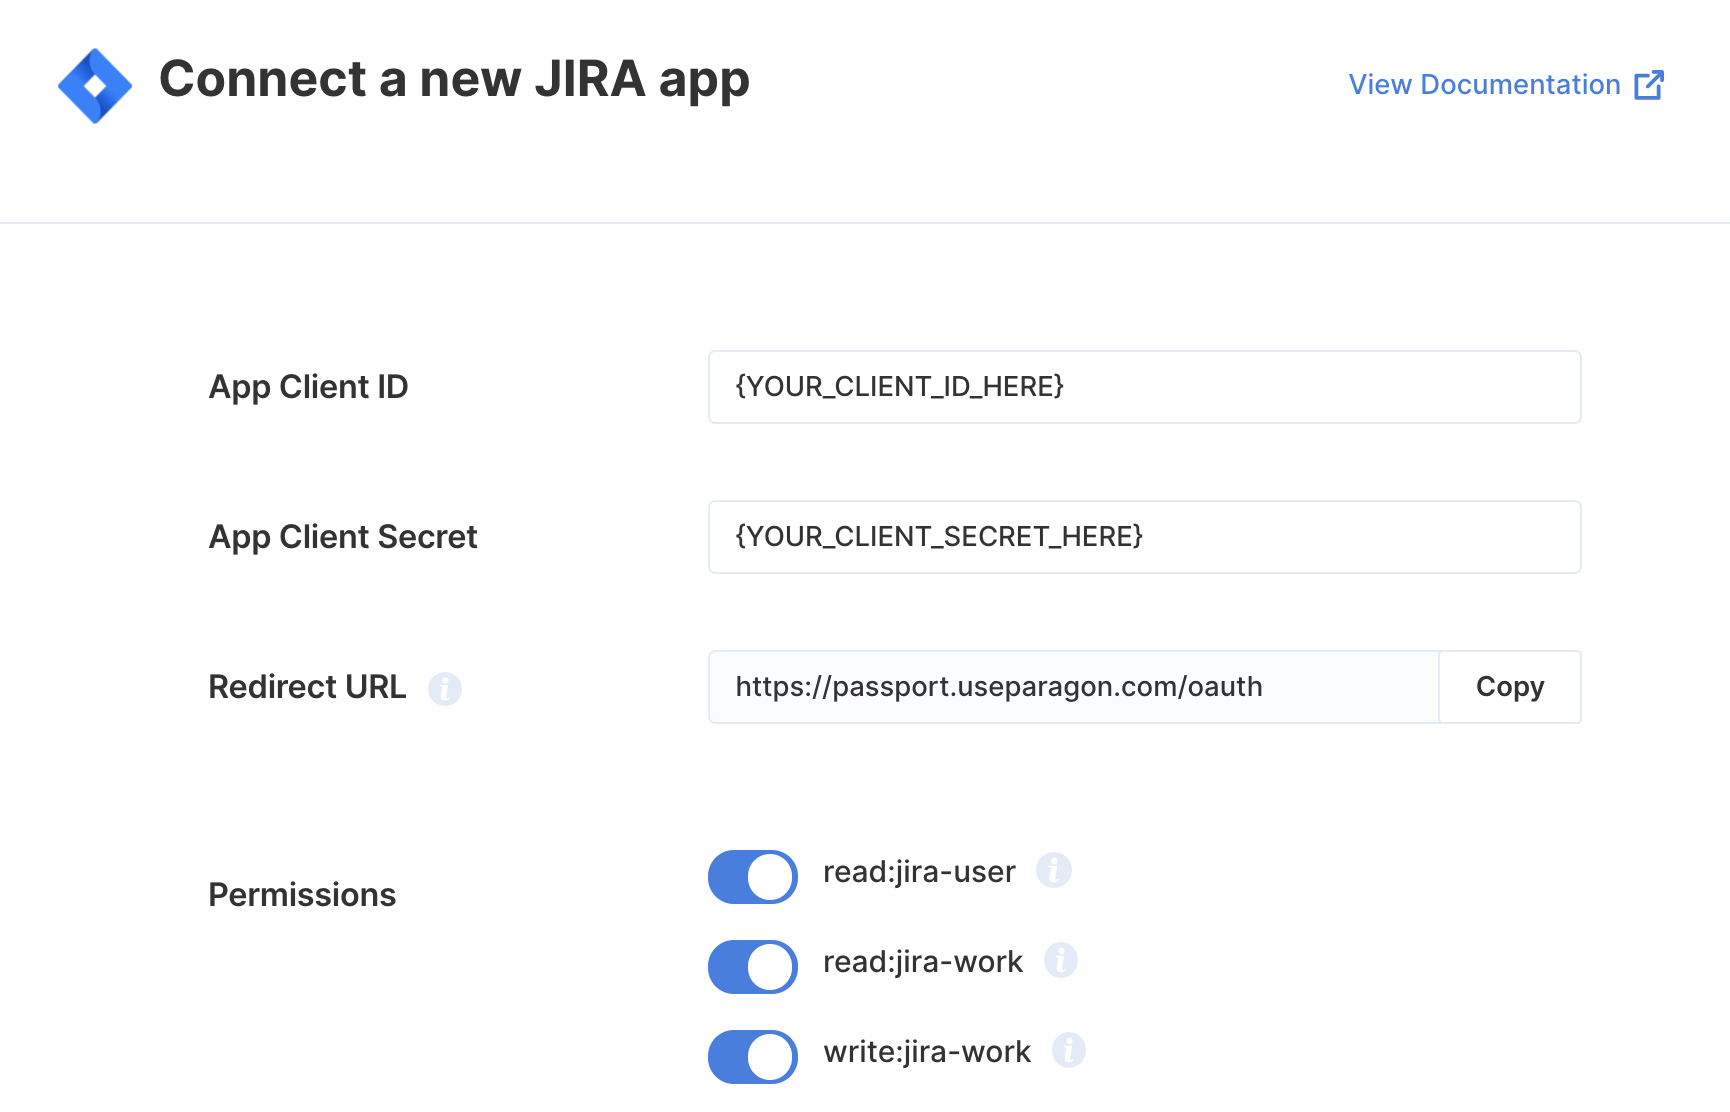 Connect a new JIRA app
View Documentation
App Client ID
{YOUR_CLIENT_ID_HERE}
App Client Secret
{YOUR_CLIENT_SECRET_HERE}
Redirect URL i
https://passport.useparagon.com/oauth
Copy
Permissions
read:jira-user i
read:jira-work i
write:jira-work i